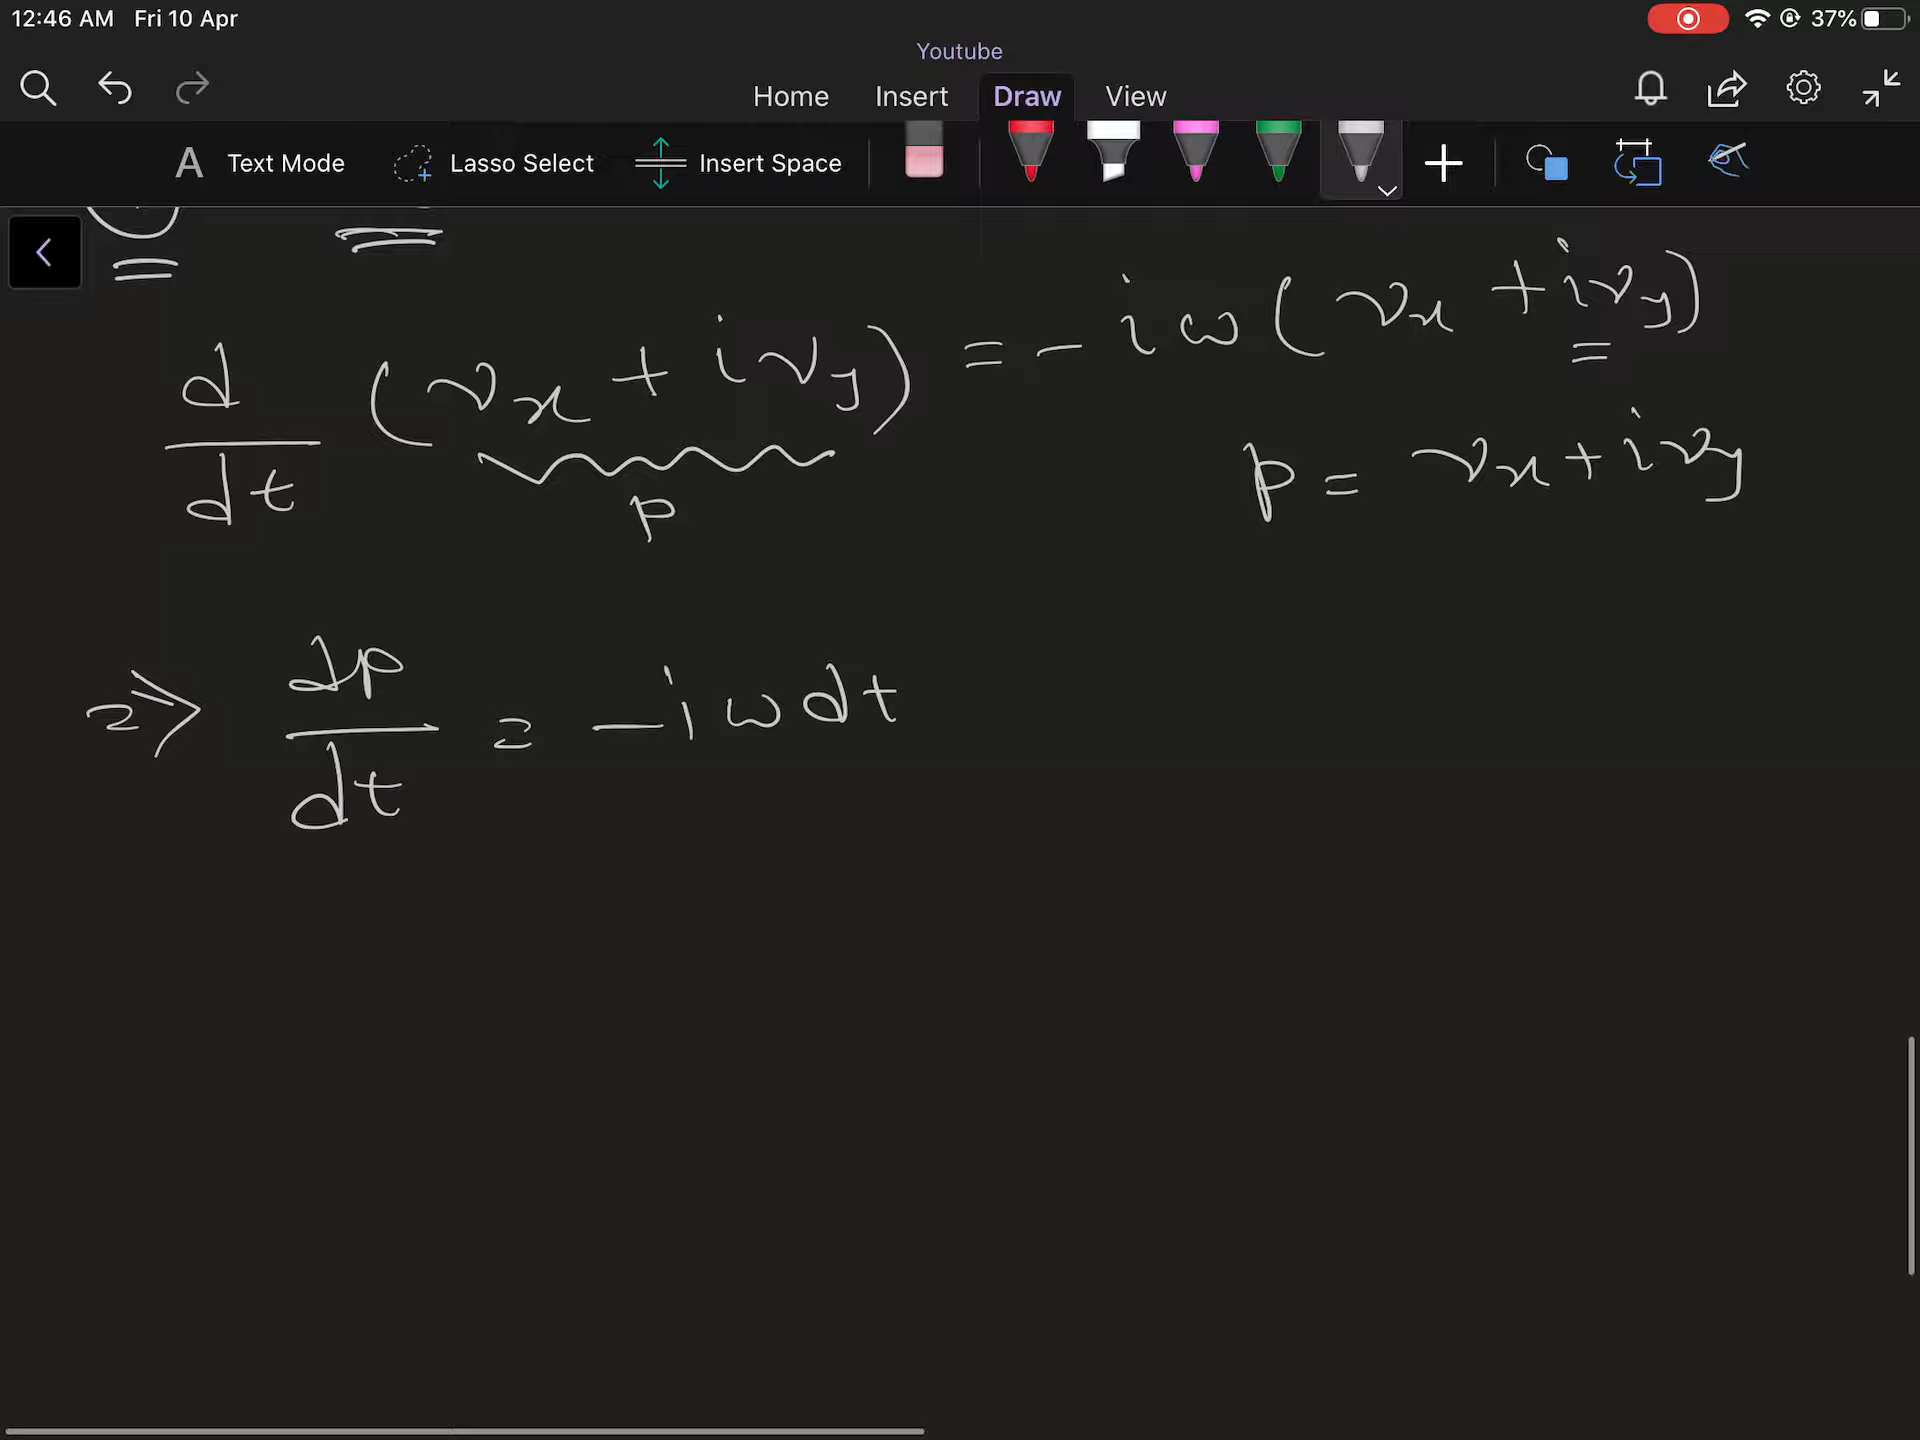 12:46 AM Fri 10 Apr
37%
Youtube
Home Insert Draw View
A Text Mode Lasso Select Insert Space
d/dt (vx + ivy) = -iω(vx + ivy)
p
p = vx + ivy
⇒ dp/dt = -iωdt